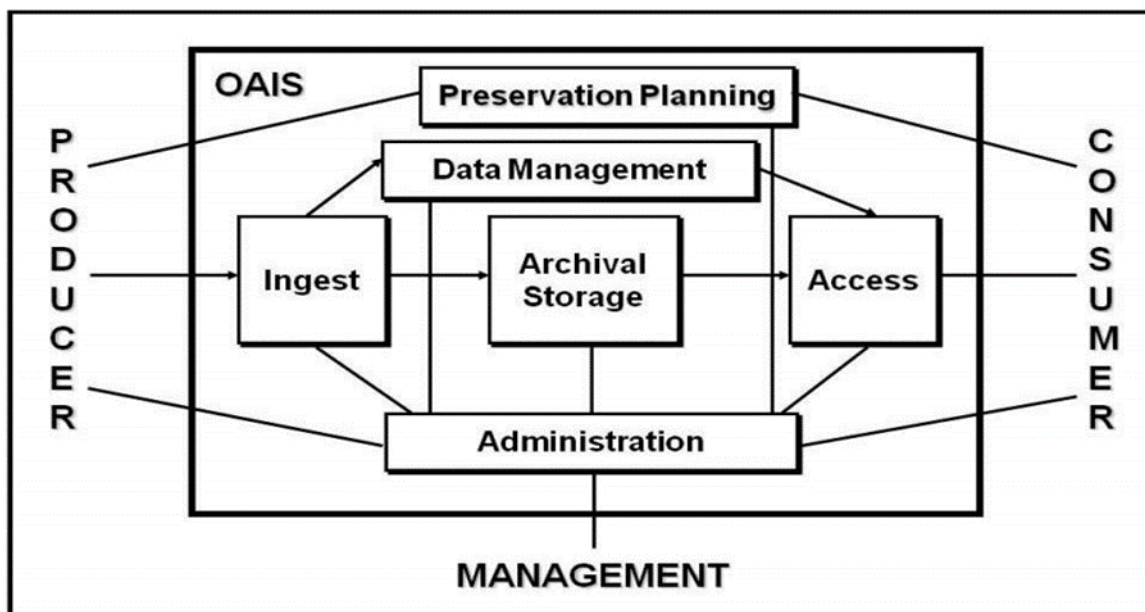 OAIS
Preservation Planning
Data Management
PRODUCER
Ingest
Archival
Storage
Access
CONSUMER
Administration
MANAGEMENT